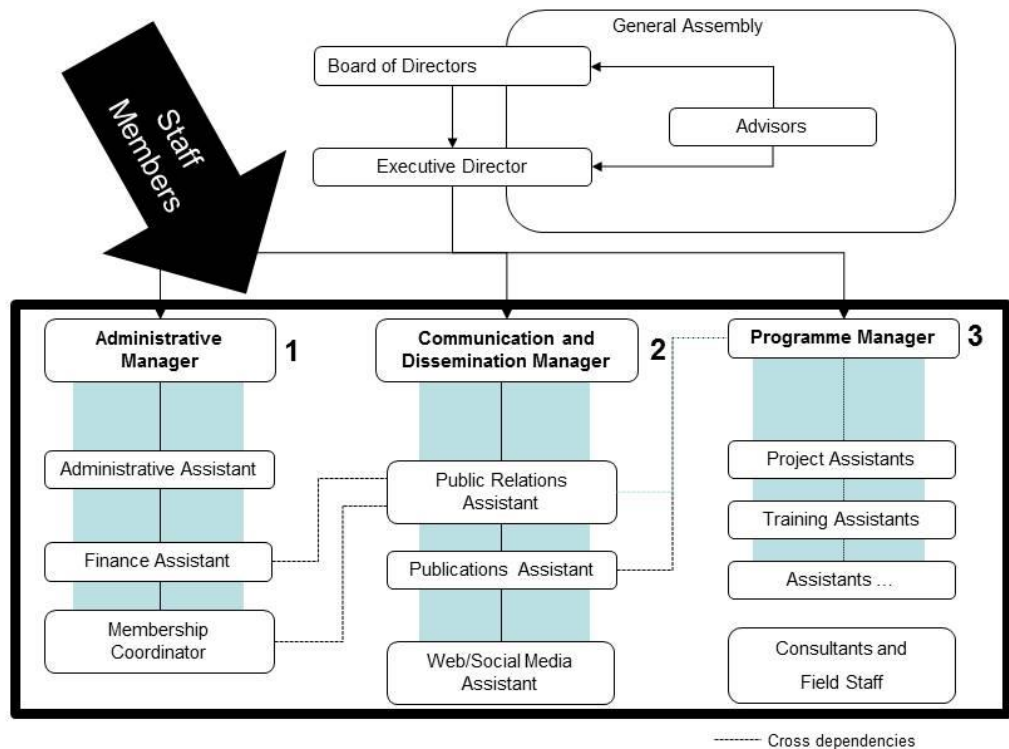 General Assembly
Board of Directors
Advisors
Executive Director
Staff
Members
Administrative
Manager
1
Communication and
Dissemination Manager
2
Programme Manager
3
Administrative Assistant
Finance Assistant
Membership
Coordinator
Public Relations
Assistant
Publications Assistant
Web/Social Media
Assistant
Project Assistants
Training Assistants
Assistants ...
Consultants and
Field Staff
Cross dependencies